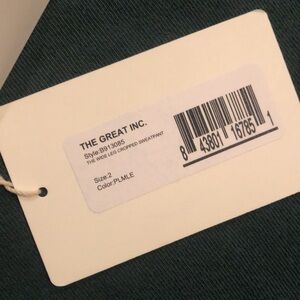 THE GREAT INC.
Style:B913085
THE WIDE LEG CROPPED SWEATPANT
Size:2
Color:PLMLE
8 43801 16785 1